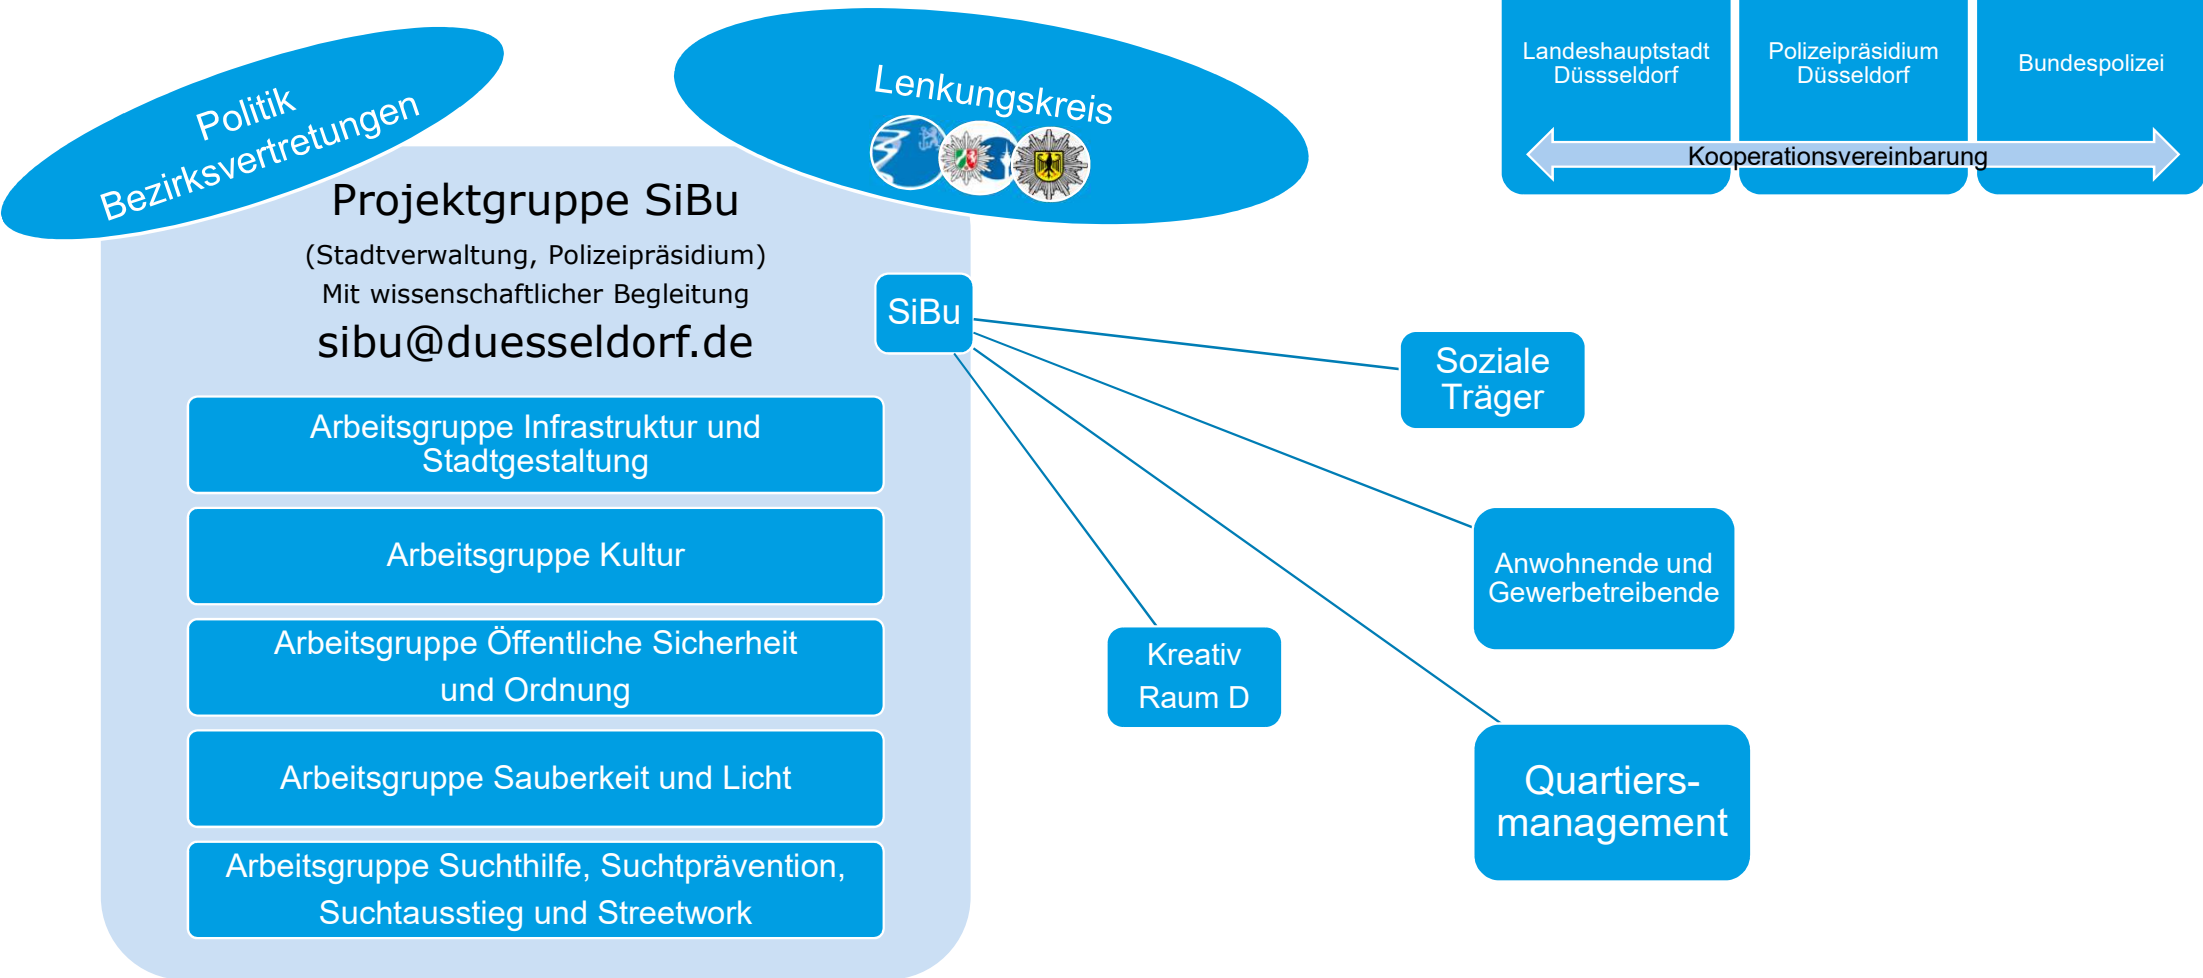 Politik
Bezirksvertretungen
Lenkungskreis
Landeshauptstadt
Düssseldorf
Polizeipräsidium
Düsseldorf
Bundespolizei
Kooperationsvereinbarung
Projektgruppe SiBu
(Stadtverwaltung, Polizeipräsidium)
Mit wissenschaftlicher Begleitung
sibu@duesseldorf.de
Arbeitsgruppe Infrastruktur und
Stadtgestaltung
Arbeitsgruppe Kultur
Arbeitsgruppe Öffentliche Sicherheit
und Ordnung
Arbeitsgruppe Sauberkeit und Licht
Arbeitsgruppe Suchthilfe, Suchtprävention,
Suchtausstieg und Streetwork
SiBu
Soziale
Träger
Anwohnende und
Gewerbetreibende
Kreativ
Raum D
Quartiers-
management